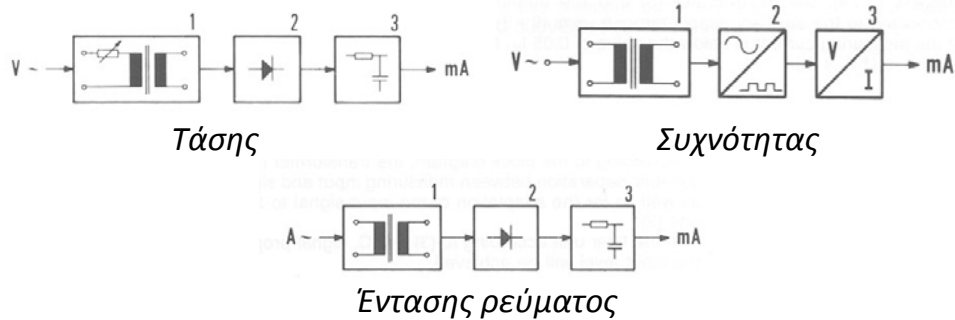 1 2 3
V ~ mA
Τάσης
1 2 3
V~ V I mA
Συχνότητας
1 2 3
A ~ mA
Έντασης ρεύματος